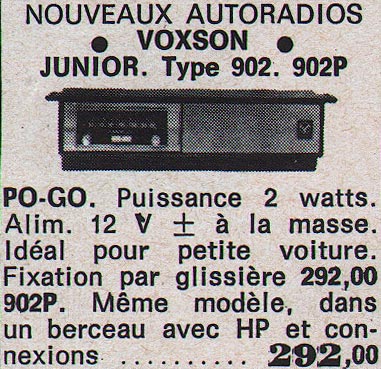 NOUVEAUX AUTORADIOS
● VOXSON ●
JUNIOR. Type 902. 902P
PO-GO. Puissance 2 watts.
Alim. 12 V ± à la masse.
Idéal pour petite voiture.
Fixation par glissière 292,00
902P. Même modèle, dans
un berceau avec HP et con-
nexions .......... 292,00